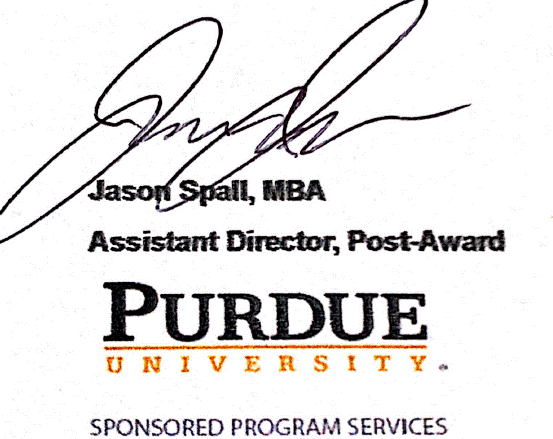 Jason Spall, MBA
Assistant Director, Post-Award
PURDUE
UNIVERSITY.
SPONSORED PROGRAM SERVICES